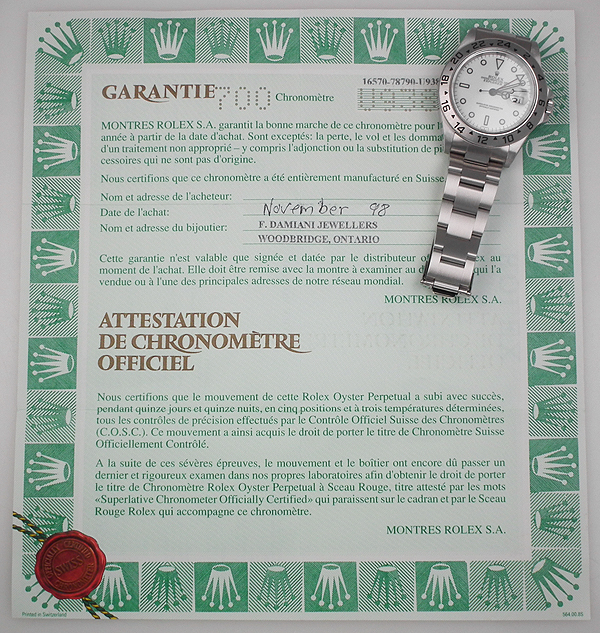 16570-78790-U938
GARANTIE 700 Chronomètre
MONTRES ROLEX S.A. garantit la bonne marche de ce chronomètre pour
année à partir de la date d'achat. Sont exceptés: la perte, le vol et les
d'un traitement non approprié – y compris l'adjonction ou la substitution de
cessoires qui ne sont pas d'origine.
Nous certifions que ce chronomètre a été entièrement manufacturé en Suisse
Nom et adresse de l'acheteur:
Date de l'achat: November 98
Nom et adresse du bijoutier: F. DAMIANI JEWELLERS
WOODBRIDGE, ONTARIO
Cette garantie n'est valable que signée et datée par le distributeur
moment de l'achat. Elle doit être remise avec la montre à examiner au
vendue ou à l'une des principales adresses de notre réseau mondial.
MONTRES ROLEX S.A.
ATTESTATION
DE CHRONOMÈTRE
OFFICIEL
Nous certifions que le mouvement de cette Rolex Oyster Perpetual a subi avec succès,
pendant quinze jours et quinze nuits, en cinq positions et à trois températures déterminées,
tous les contrôles de précision effectués par le Contrôle Officiel Suisse des Chronomètres
(C.O.S.C.). Ce mouvement a ainsi acquis le droit de porter le titre de Chronomètre Suisse
Officiellement Contrôlé.
A la suite de ces sévères épreuves, le mouvement et le boîtier ont encore dû passer un
dernier et rigoureux examen dans nos propres laboratoires afin d'obtenir le droit de porter
le titre de Chronomètre Rolex Oyster Perpetual à Sceau Rouge, titre attesté par les mots
«Superlative Chronometer Officially Certified» qui paraissent sur le cadran et par le Sceau
Rouge Rolex qui accompagne ce chronomètre.
MONTRES ROLEX S.A.
Printed in Switzerland
564.00.85